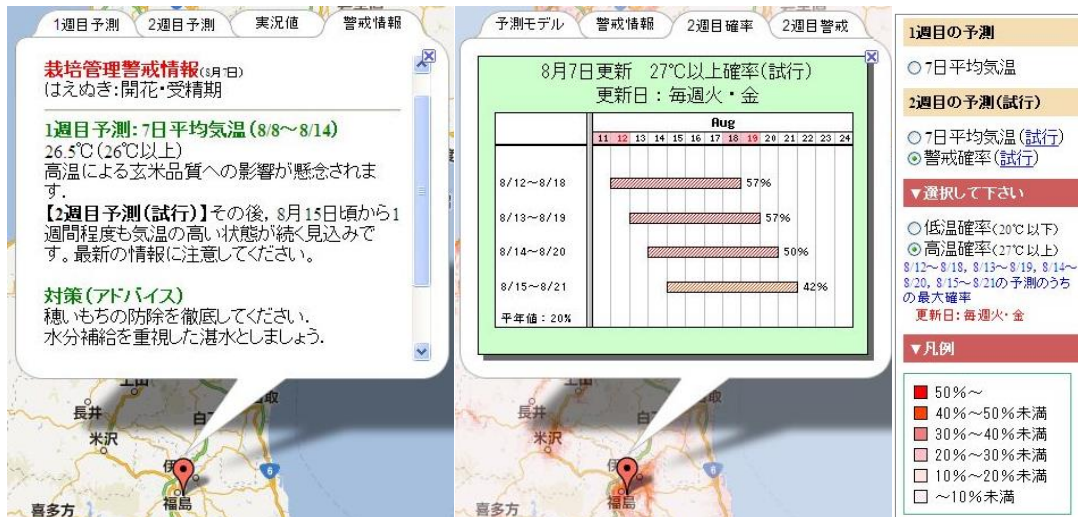 1週目予測
2週目予測
実況値
警戒情報
栽培管理警戒情報(8月7日)
はえぬき:開花・受精期
1週目予測:7日平均気温(8/8～8/14)
26.5℃(26℃以上)
高温による玄米品質への影響が懸念されま
す.
【2週目予測(試行)】その後, 8月15日頃から1
週間程度も気温の高い状態が続く見込みで
す。最新の情報に注意してください。
対策(アドバイス)
穂いもちの防除を徹底してください.
水分補給を重視した湛水としましょう.
長井
米沢
福島
喜多方
6
予測モデル
警戒情報
2週目確率
2週目警戒
8月7日更新 27℃以上確率(試行)
更新日：毎週火・金
Aug
11 12 13 14 15 16 17 18 19 20 21 22 23 24
8/12～8/18 57%
8/13～8/19 57%
8/14～8/20 50%
8/15～8/21 42%
平年値：20%
長井
米沢
福島
喜多方
6
1週目の予測
7日平均気温
2週目の予測(試行)
7日平均気温(試行)
警戒確率(試行)
▼選択して下さい
低温確率(20℃以下)
高温確率(27℃以上)
8/12～8/18, 8/13～8/19, 8/14～
8/20, 8/15～8/21の予測のうち
の最大確率
更新日:毎週火・金
▼凡例
50%～
40%～50%未満
30%～40%未満
20%～30%未満
10%～20%未満
～10%未満